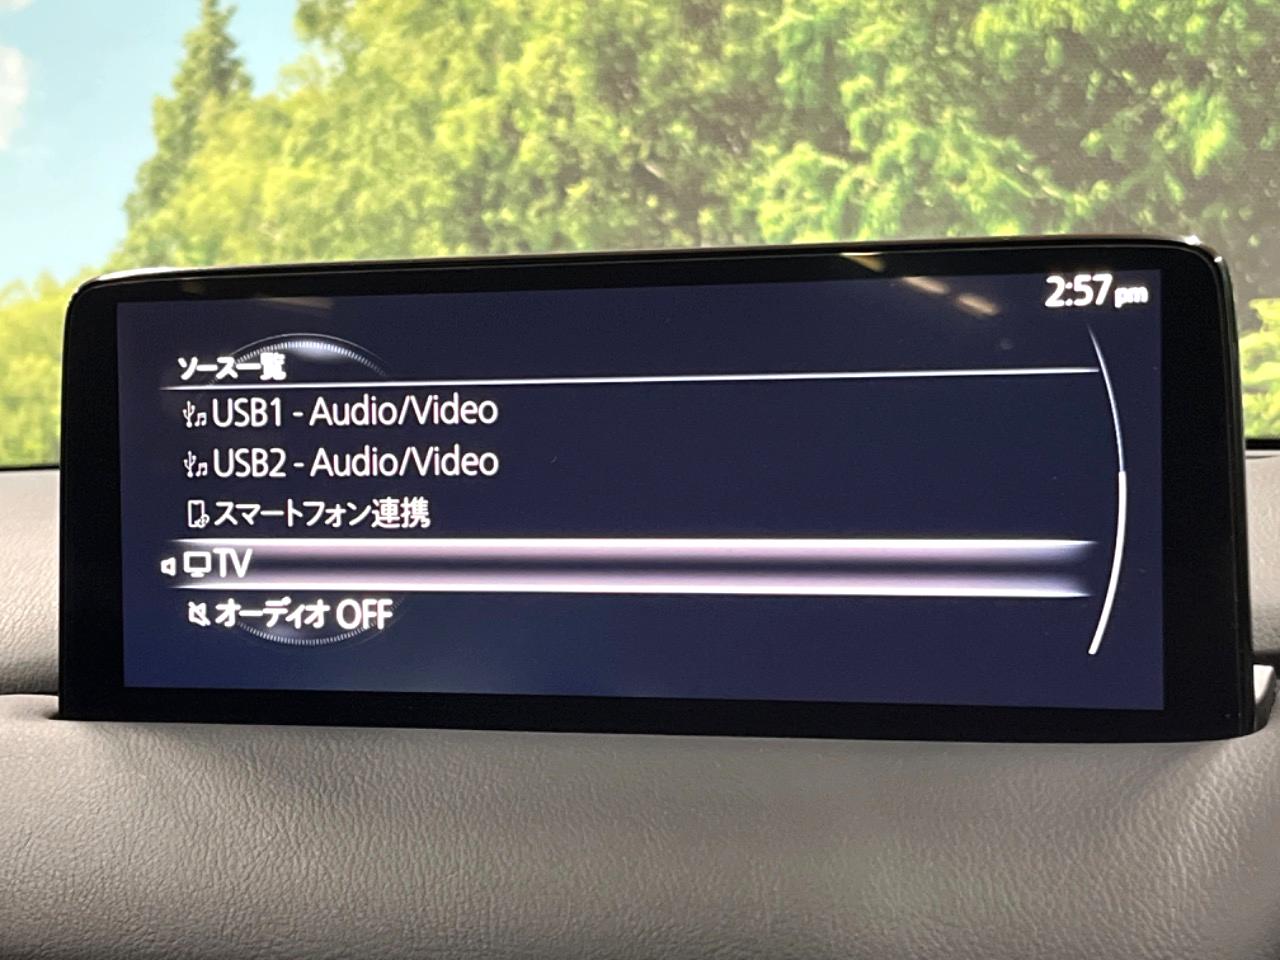 2:57 pm
ソース一覧
USB1 - Audio/Video
USB2 - Audio/Video
スマートフォン連携
TV
オーディオ OFF